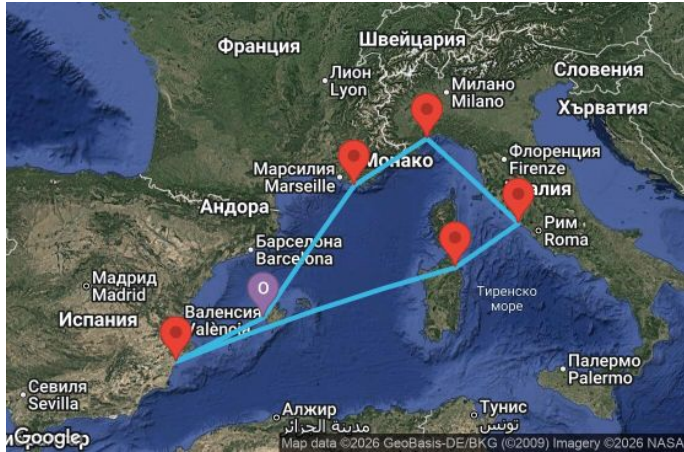 Франция
Швейцария
Лион
Lyon
Милано
Milano
Словения
Хърватия
Марсилия
Marseille
Монако
Флоренция
Firenze
Андора
Рим
Roma
Барселона
Barcelona
О
Мадрид
Madrid
Валенсия
València
Тиренско
море
Испания
Палермо
Palermo
Севиля
Sevilla
Алжир
مدينة الجزائر
Тунис
تونس
Google
Map data ©2026 GeoBasis-DE/BKG (©2009) Imagery ©2026 NASA